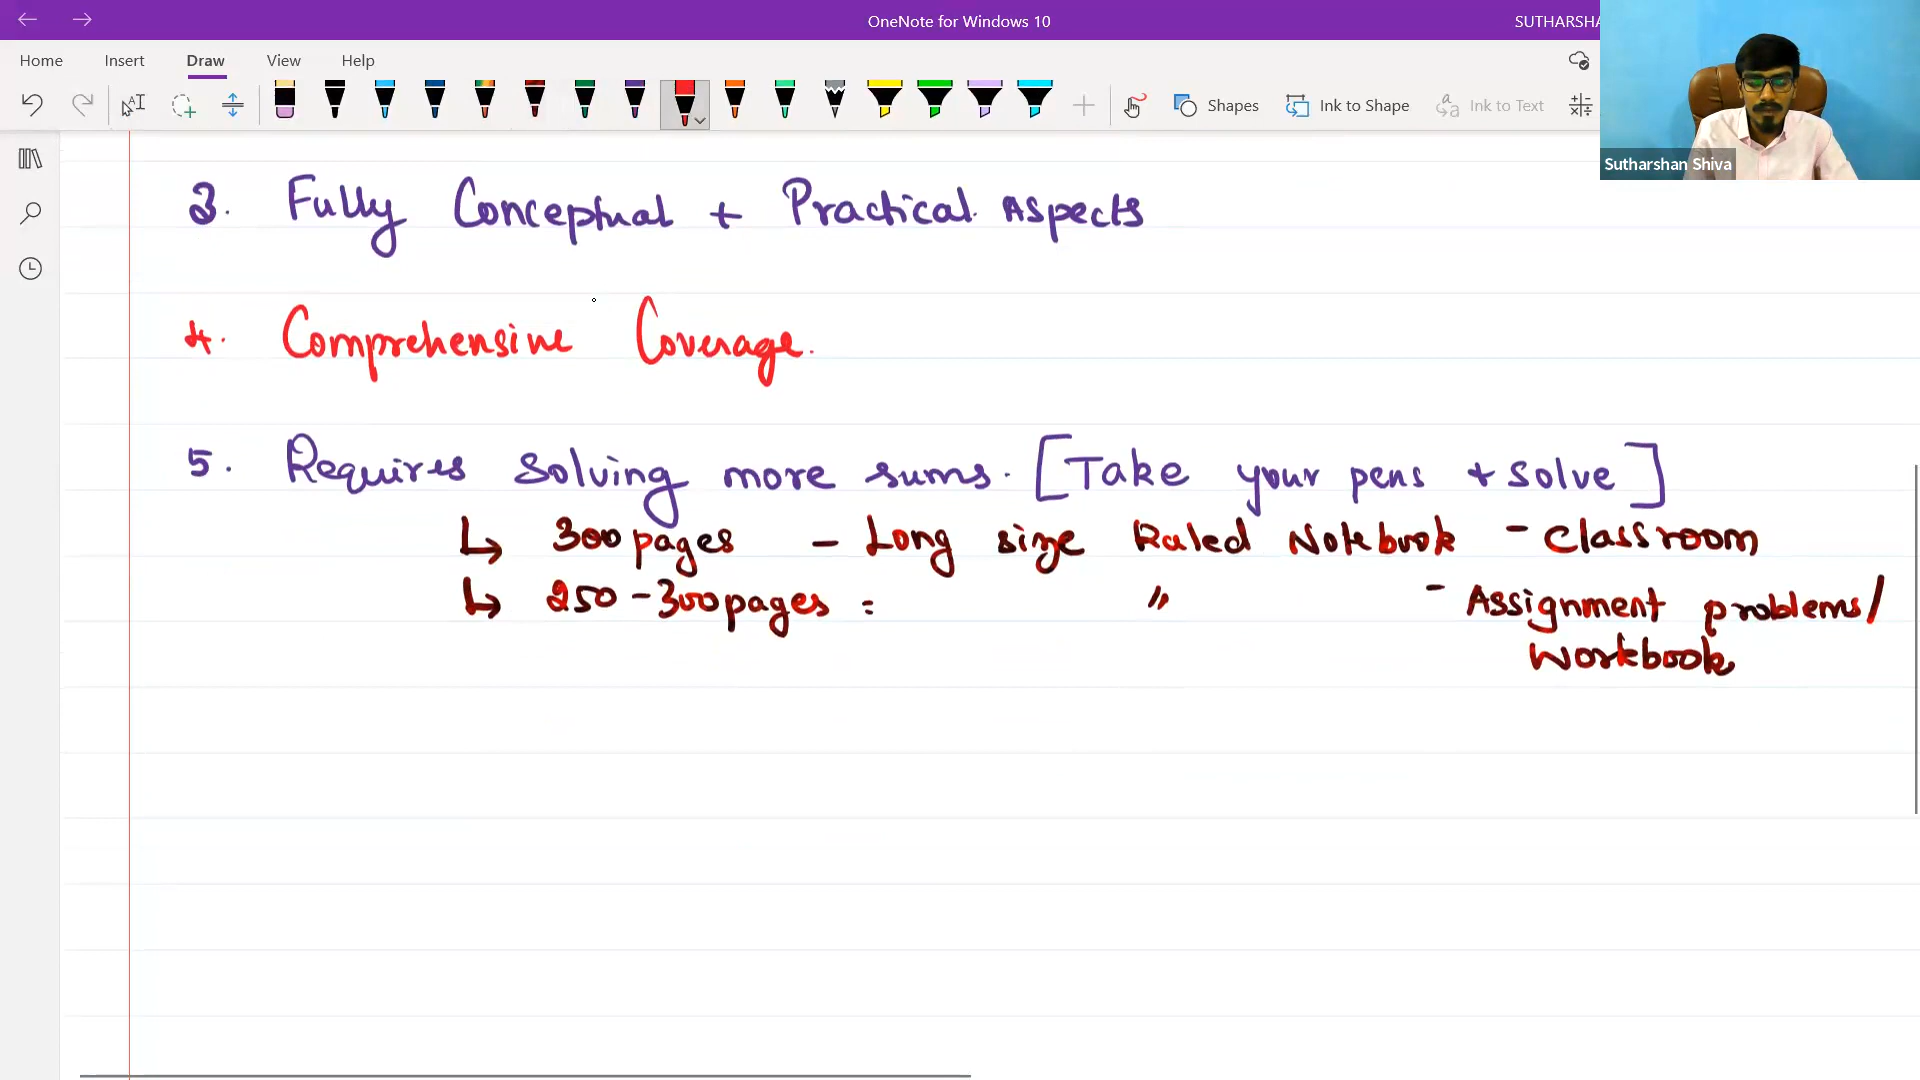 OneNote for Windows 10
SUTHARSHA
Home Insert Draw View Help
Shapes Ink to Shape Ink to Text
Sutharshan Shiva
3. Fully Conceptual + Practical Aspects
4. Comprehensive Coverage.
5. Requires solving more sums. [Take your pens + solve]
↳ 300 pages - Long size Ruled Notebook - Classroom
↳ 250-300 pages = 〃 - Assignment problems/
Workbook